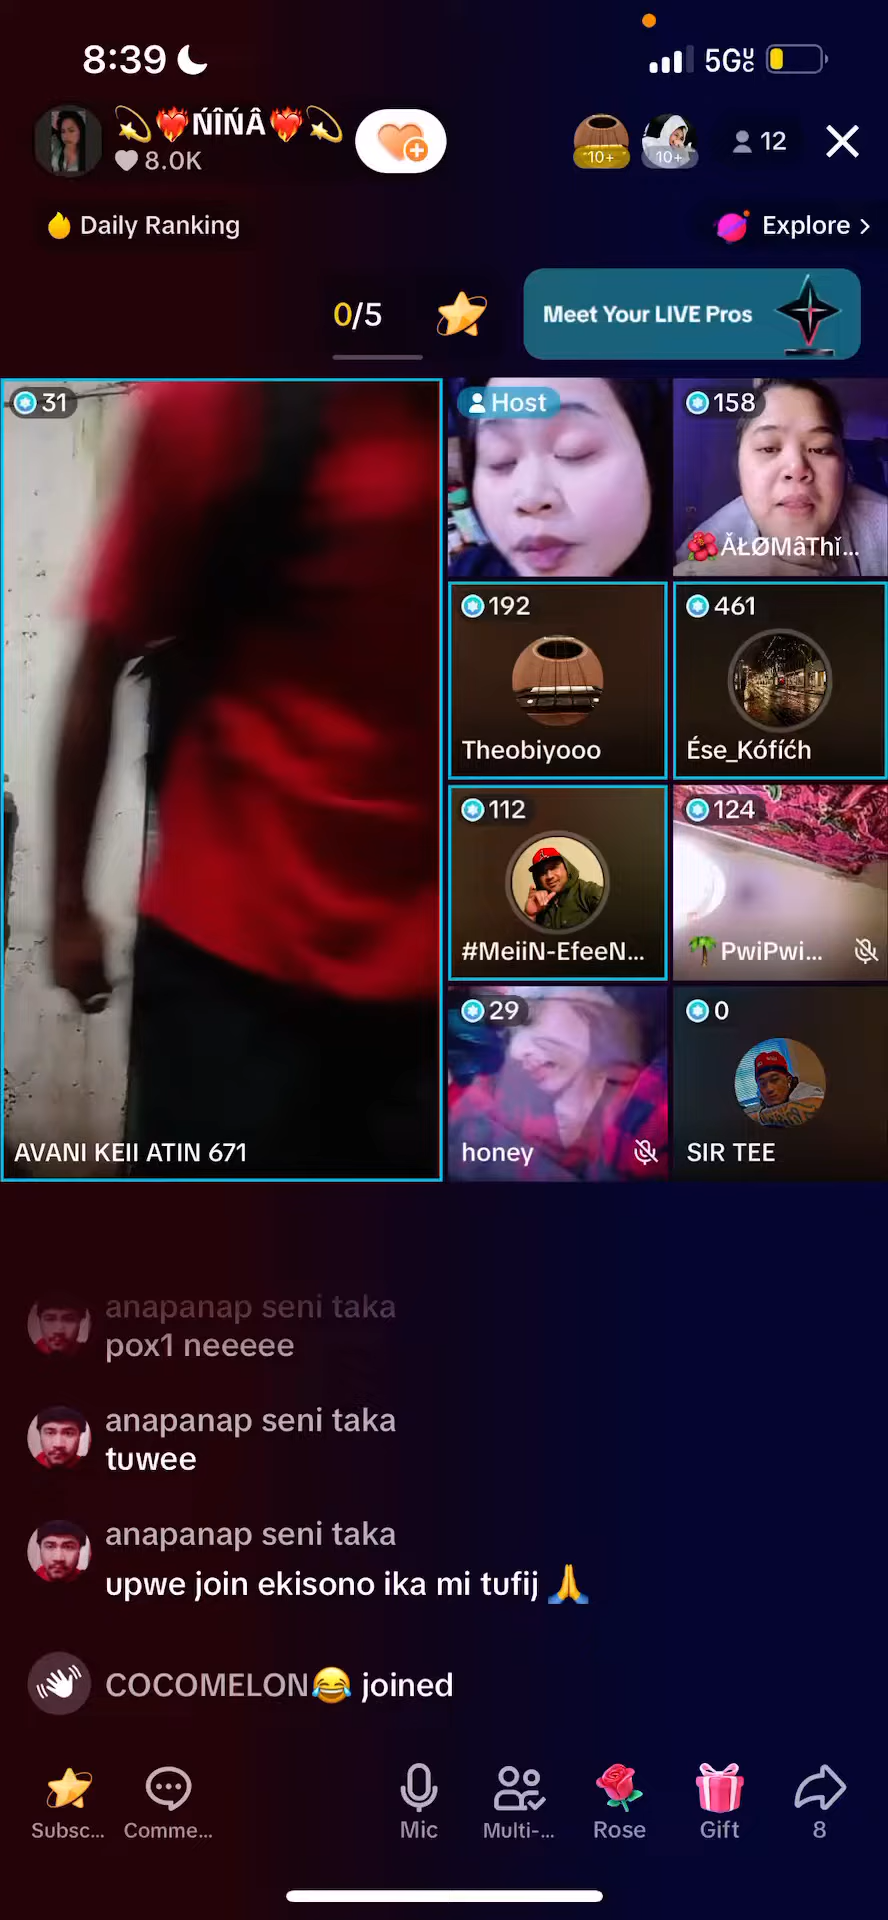 8:39
5G UC
💫❤️‍🔥ŃÎŃÂ❤️‍🔥💫
8.0K
10+
10+
12
Daily Ranking
Explore >
0/5
Meet Your LIVE Pros
31
Host
158
🌺ĂŁØMâThǐ...
192
461
Theobiyooo
Ése_Kófíćh
112
124
#MeiiN-EfeeN...
🌴PwiPwi...
29
0
AVANI KEII ATIN 671
honey
SIR TEE
anapanap seni taka
pox1 neeeee
anapanap seni taka
tuwee
anapanap seni taka
upwe join ekisono ika mi tufij 🙏
COCOMELON😂 joined
Subsc...
Comme...
Mic
Multi-...
Rose
Gift
8